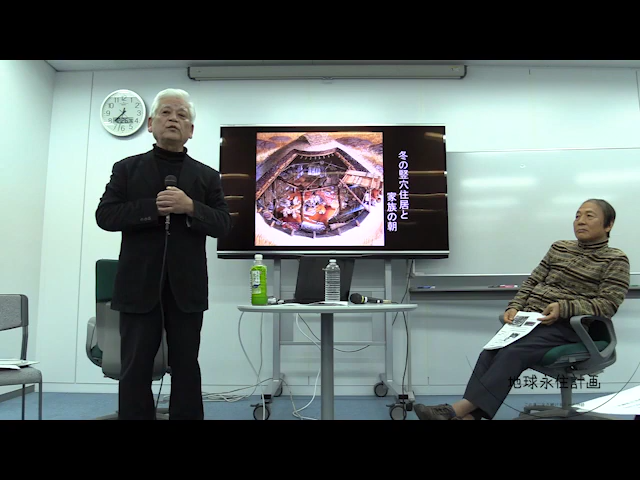 冬の竪穴住居と
家族の朝
地球永住計画